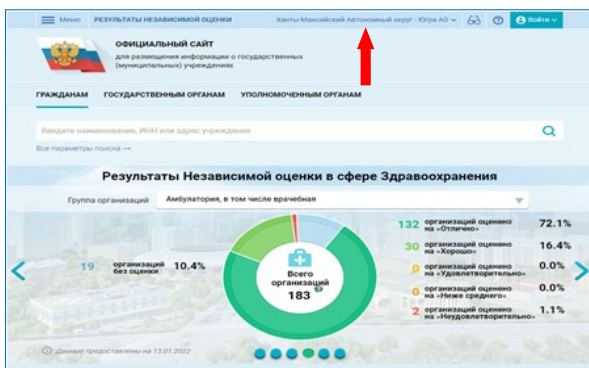 Меню РЕЗУЛЬТАТЫ НЕЗАВИСИМОЙ ОЦЕНКИ Ханты-Мансийский Автономный округ - Югра АО Войти
ОФИЦИАЛЬНЫЙ САЙТ
для размещения информации о государственных
(муниципальных) учреждениях
ГРАЖДАНАМ ГОСУДАРСТВЕННЫМ ОРГАНАМ УПОЛНОМОЧЕННЫМ ОРГАНАМ
Введите наименование, ИНН или адрес учреждения
Все параметры поиска →
Результаты Независимой оценки в сфере Здравоохранения
Группа организаций Амбулатория, в том числе врачебная
132 организаций оценено
на «Отлично» 72.1%
30 организаций оценено
на «Хорошо» 16.4%
19 организаций
без оценки 10.4%
Всего
организаций
183
0 организаций оценено
на «Удовлетворительно» 0.0%
0 организаций оценено
на «Ниже среднего» 0.0%
2 организаций оценено
на «Неудовлетворительно» 1.1%
Данные предоставлены на 13.01.2022